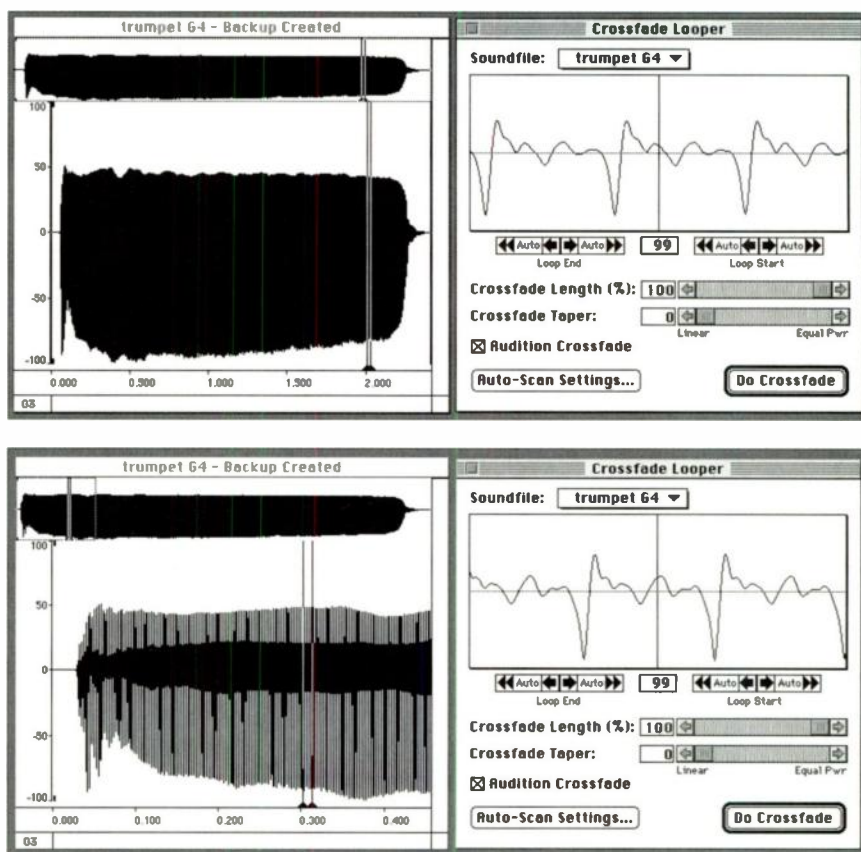 trumpet G4 - Backup Created
100
50
0
-50
-100
0.000 0.500 1.000 1.500 2.000
G3
Crossfade Looper
Soundfile: trumpet G4
Auto Auto 99 Auto Auto
Loop End Loop Start
Crossfade Length (%): 100
Crossfade Taper: 0
Linear Equal Pwr
Audition Crossfade
Auto-Scan Settings... Do Crossfade
trumpet G4 - Backup Created
100
50
0
-50
-100
0.000 0.100 0.200 0.300 0.400
G3
Crossfade Looper
Soundfile: trumpet G4
Auto Auto 99 Auto Auto
Loop End Loop Start
Crossfade Length (%): 100
Crossfade Taper: 0
Linear Equal Pwr
Audition Crossfade
Auto-Scan Settings... Do Crossfade